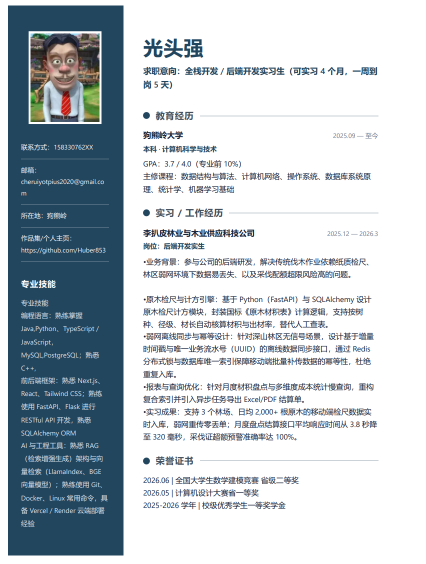 光头强
求职意向：全栈开发 / 后端开发实习生（可实习 4 个月，一周到
岗 5 天）
联系方式：158330762XX
邮箱：
cheruiyotpius2020@gmail.co
m
所在地：狗熊岭
作品集/个人主页：
https://github.com/Huber853
专业技能
专业技能
编程语言：熟练掌握
Java,Python、TypeScript /
JavaScript，
MySQL,PostgreSQL；熟悉
C++,
前后端框架：熟悉 Next.js、
React、Tailwind CSS；熟练
使用 FastAPI、Flask 进行
RESTful API 开发，熟悉
SQLAlchemy ORM
AI 与工程工具：熟悉 RAG
（检索增强生成）架构与向
量检索（LlamaIndex、BGE
向量模型）；熟练使用 Git、
Docker、Linux 常用命令，具
备 Vercel / Render 云端部署
经验
教育经历
狗熊岭大学 2025.09 — 至今
本科 · 计算机科学与技术
GPA：3.7 / 4.0（专业前 10%）
主修课程：数据结构与算法、计算机网络、操作系统、数据库系统原
理、统计学、机器学习基础
实习 / 工作经历
李扒皮林业与木业供应科技公司 2025.12 — 2026.3
岗位：后端开发实生
•业务背景：参与公司的后端研发，解决传统伐木作业依赖纸质检尺、
林区弱网环境下数据易丢失、以及采伐配额超限风险高的问题。
•原木检尺与计方引擎：基于 Python（FastAPI）与 SQLAlchemy 设计
原木检尺计方模块，封装国标《原木材积表》计算逻辑，支持按树
种、径级、材长自动核算材积与出材率，替代人工查表。
•弱网离线同步与幂等设计：针对深山林区无信号场景，设计基于增量
时间戳与唯一业务流水号（UUID）的离线数据同步接口，通过 Redis
分布式锁与数据库唯一索引保障移动端批量补传数据的幂等性，杜绝
重复入库。
•报表与查询优化：针对月度材积盘点与多维度成本统计慢查询，重构
复合索引并引入异步任务导出 Excel/PDF 结算单。
•实习成果：支持 3 个林场、日均 2,000+ 根原木的移动端检尺数据实
时入库，弱网重传零丢单；月度盘点结算接口平均响应时间从 3.8 秒降
至 320 毫秒，采伐证超额预警准确率达 100%。
荣誉证书
2026.06 | 全国大学生数学建模竞赛 省级二等奖
2026.05 | 计算机设计大赛省一等奖
2025-2026 学年 | 校级优秀学生一等奖学金